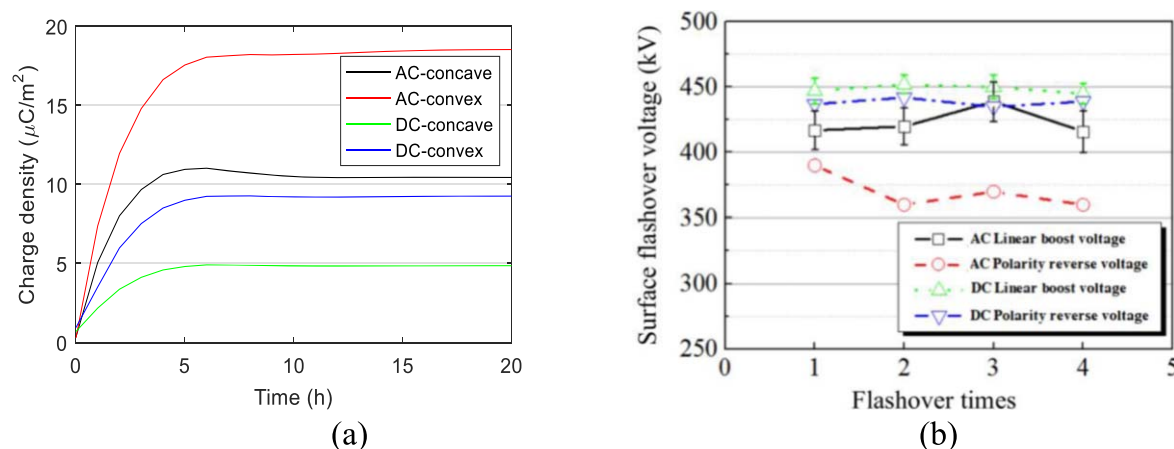 20
15
10
5
0
0
5
10
15
20
Charge density (μC/m²)
Time (h)
AC-concave
AC-convex
DC-concave
DC-convex
(a)
500
450
400
350
300
250
0
1
2
3
4
5
Surface flashover voltage (kV)
Flashover times
AC Linear boost voltage
AC Polarity reverse voltage
DC Linear boost voltage
DC Polarity reverse voltage
(b)